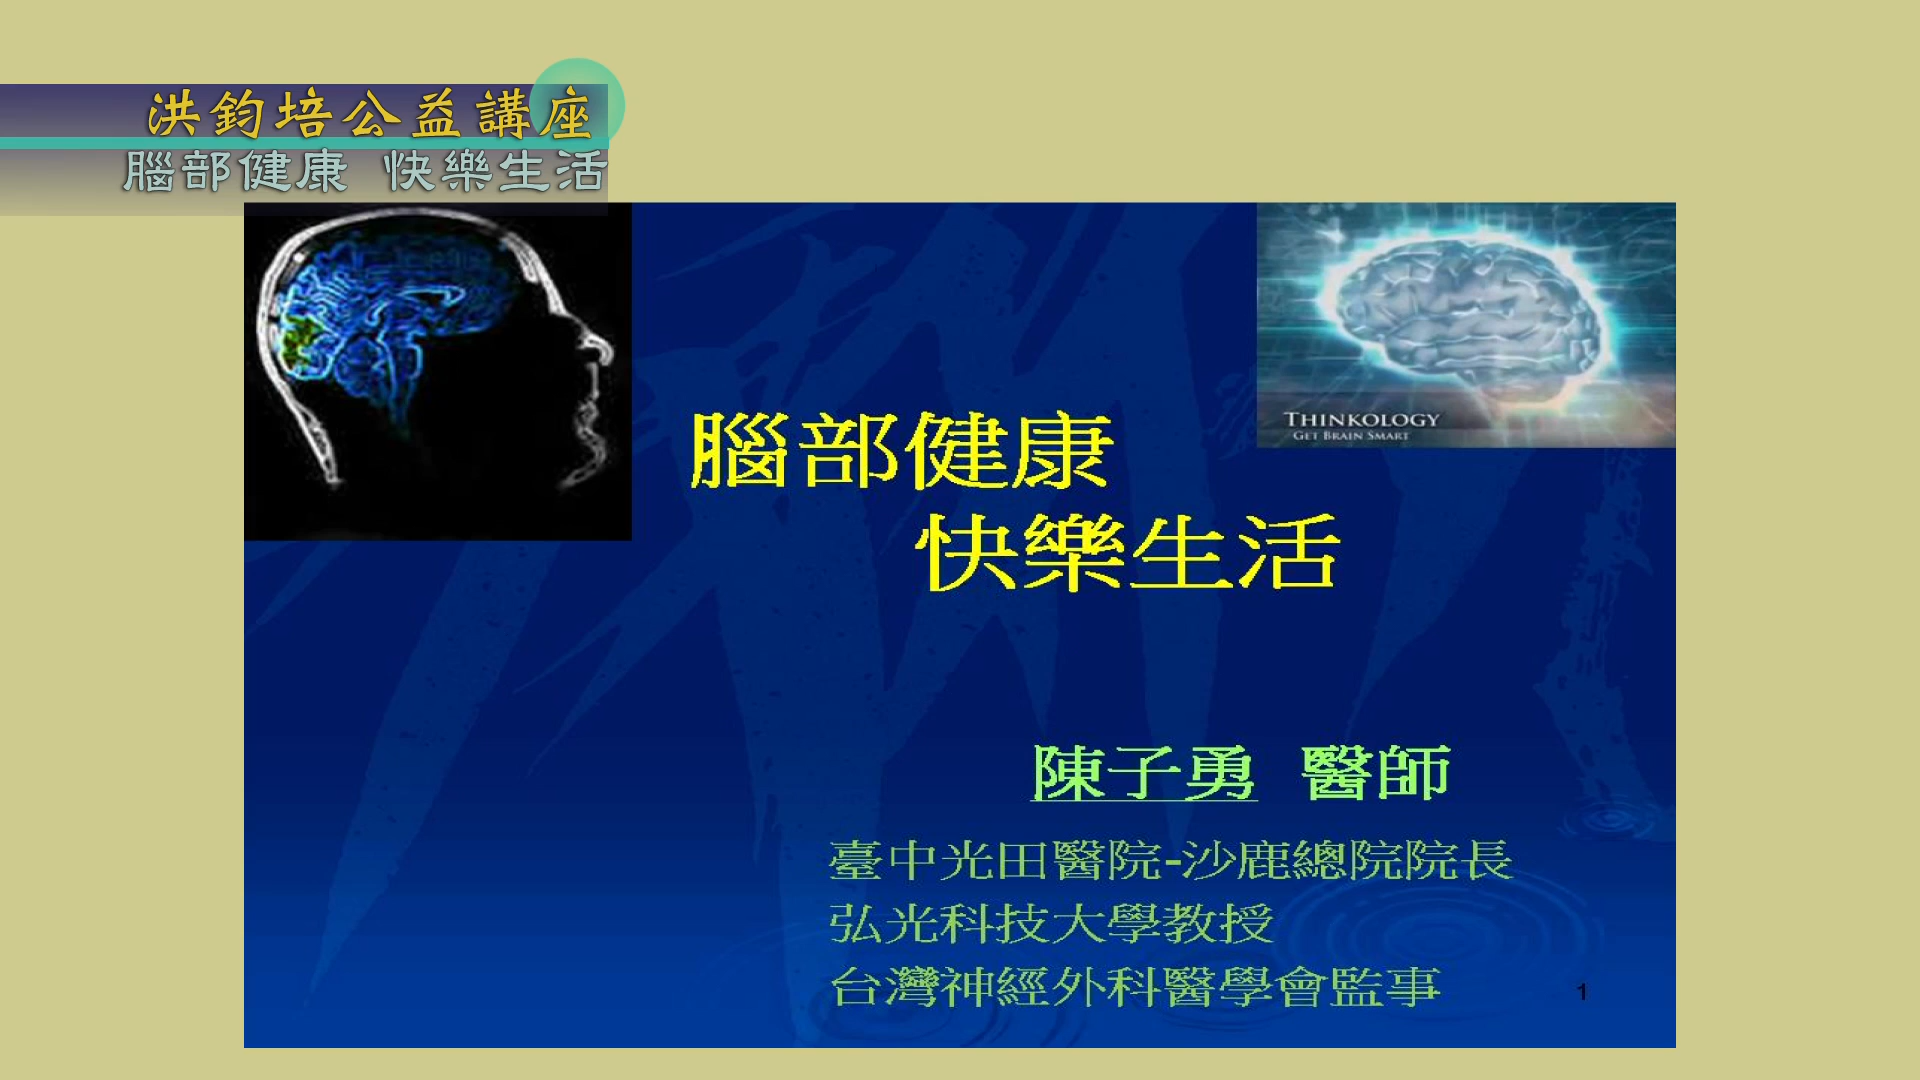 洪鈞培公益講座
腦部健康 快樂生活
THINKOLOGY
GET BRAIN SMART
腦部健康
快樂生活
陳子勇 醫師
臺中光田醫院-沙鹿總院院長
弘光科技大學教授
台灣神經外科醫學會監事
1